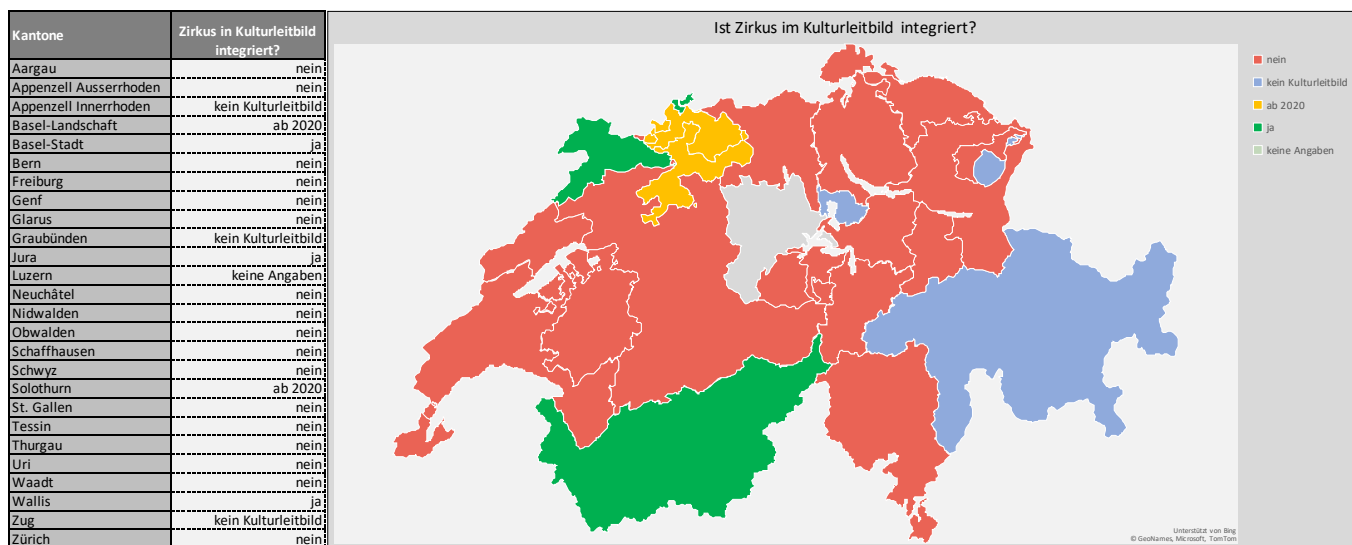 Kantone Zirkus in Kulturleitbild
integriert?
Aargau nein
Appenzell Ausserrhoden nein
Appenzell Innerrhoden kein Kulturleitbild
Basel-Landschaft ab 2020
Basel-Stadt ja
Bern nein
Freiburg nein
Genf nein
Glarus nein
Graubünden kein Kulturleitbild
Jura ja
Luzern keine Angaben
Neuchâtel nein
Nidwalden nein
Obwalden nein
Schaffhausen nein
Schwyz nein
Solothurn ab 2020
St. Gallen nein
Tessin nein
Thurgau nein
Uri nein
Waadt nein
Wallis ja
Zug kein Kulturleitbild
Zürich nein
Ist Zirkus im Kulturleitbild integriert?
nein
kein Kulturleitbild
ab 2020
ja
keine Angaben
Unterstützt von Bing
© GeoNames, Microsoft, TomTom